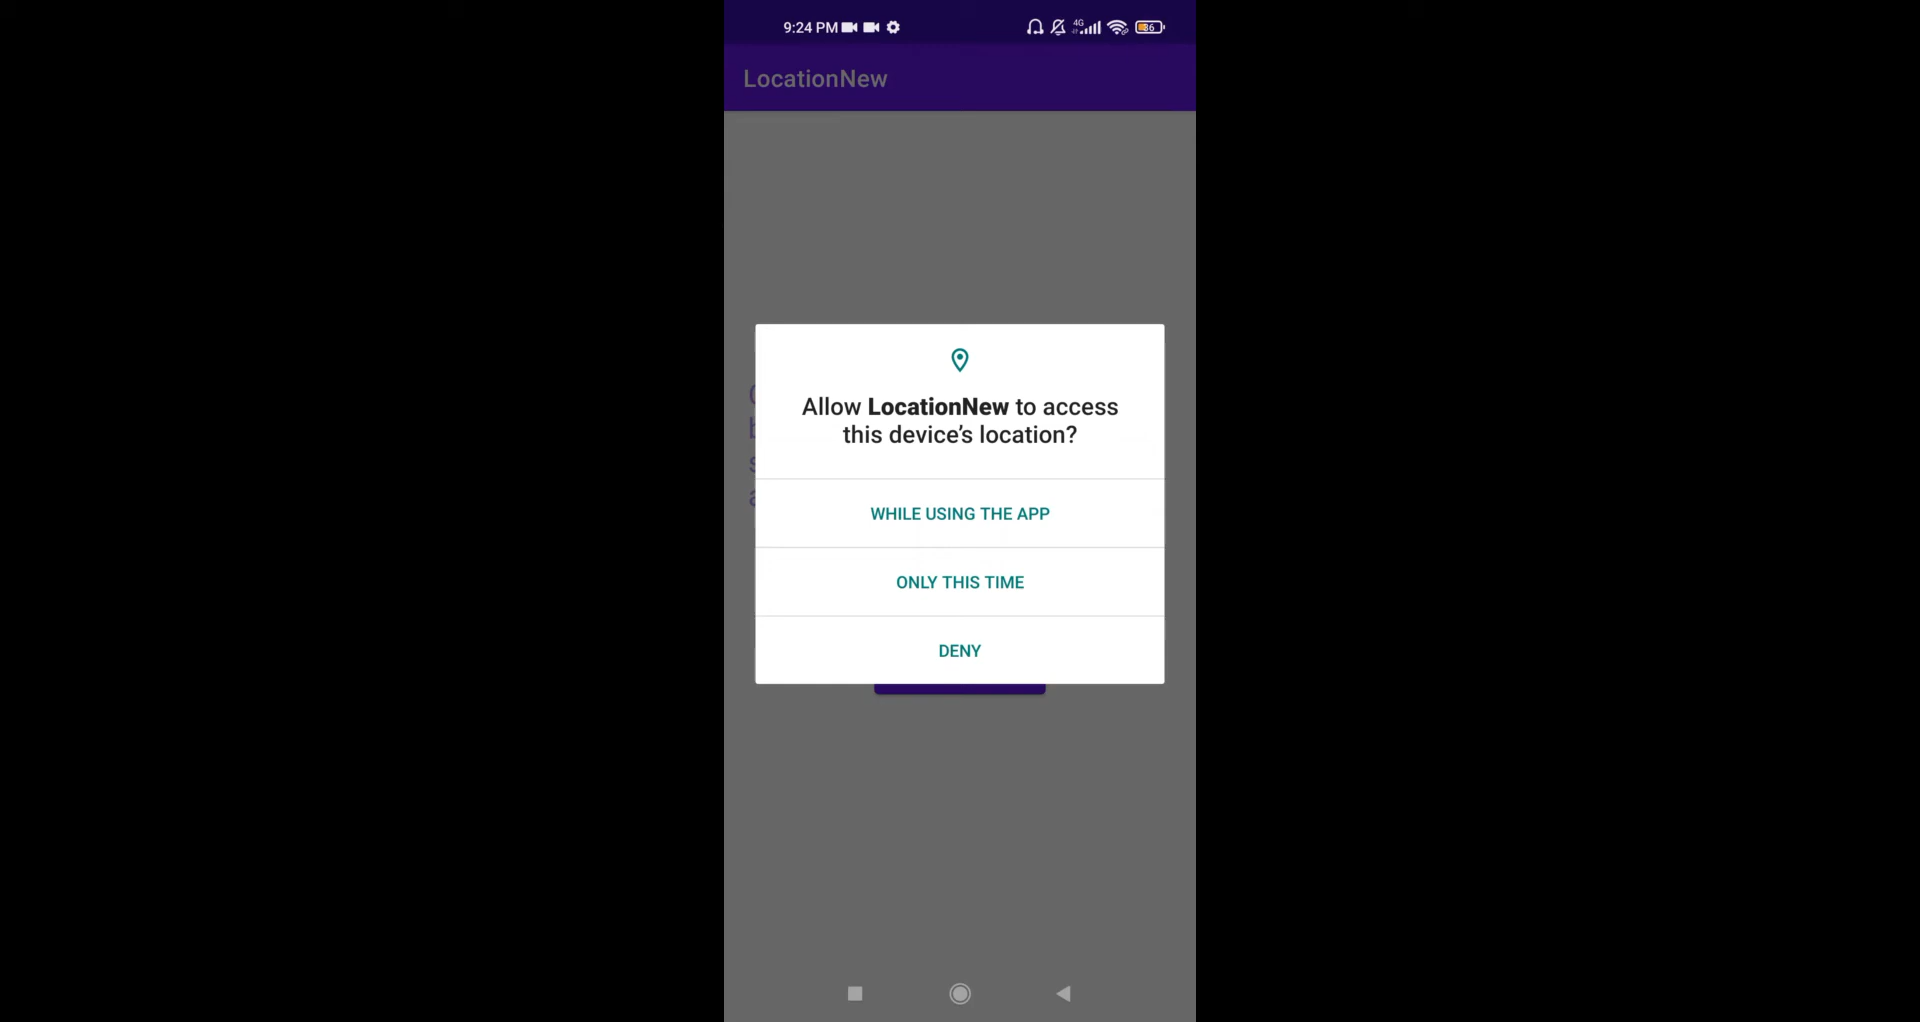 9:24 PM
4G
LocationNew
Allow LocationNew to access
this device’s location?
WHILE USING THE APP
ONLY THIS TIME
DENY